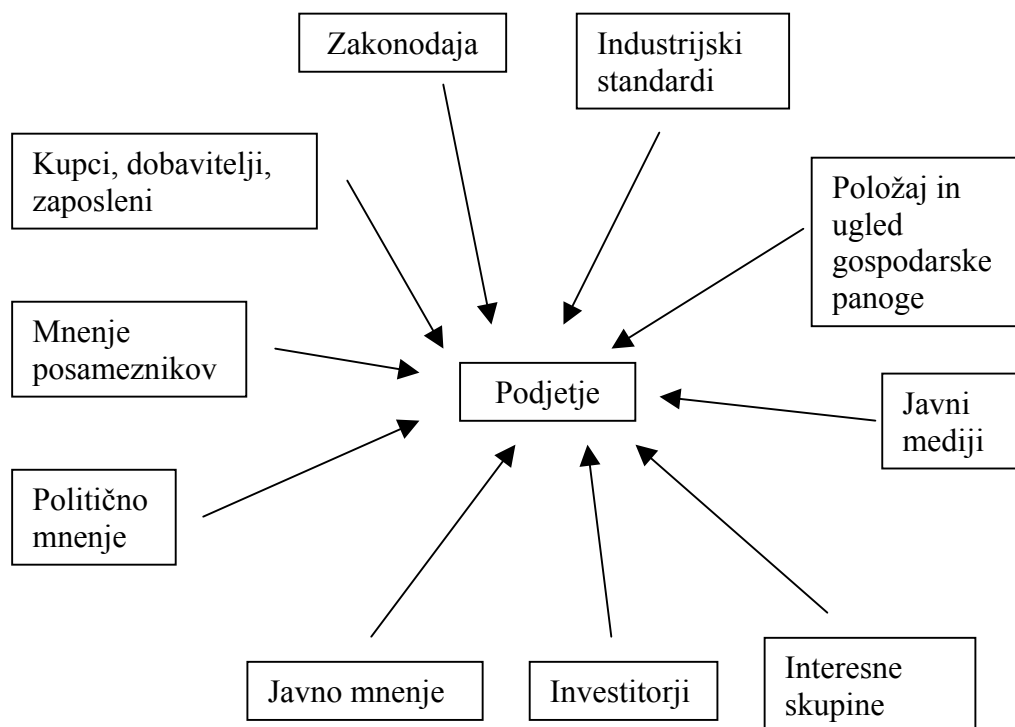 Zakonodaja
Industrijski
standardi
Kupci, dobavitelji,
zaposleni
Položaj in
ugled
gospodarske
panoge
Mnenje
posameznikov
Podjetje
Javni
mediji
Politično
mnenje
Javno mnenje
Investitorji
Interesne
skupine